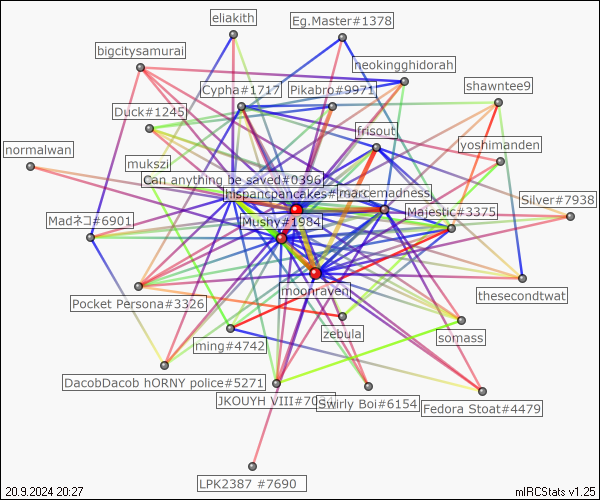 eliakith
Eg.Master#1378
bigcitysamurai
neokingghidorah
Cypha#1717
Pikabro#9971
shawntee9
Duck#1245
frisout
normalwan
yoshimanden
mukszi
Can anything be saved#0396
hispancpancakes#
marcemadness
Silver#7938
Majestic#3375
Madネコ#6901
Mushy#1984
moonraven
Pocket Persona#3326
thesecondtwat
zebula
somass
ming#4742
DacobDacob hORNY police#5271
JKOUYH VIII#70
Swirly Boi#6154
Fedora Stoat#4479
LPK2387 #7690
20.9.2024 20:27
mIRCStats v1.25